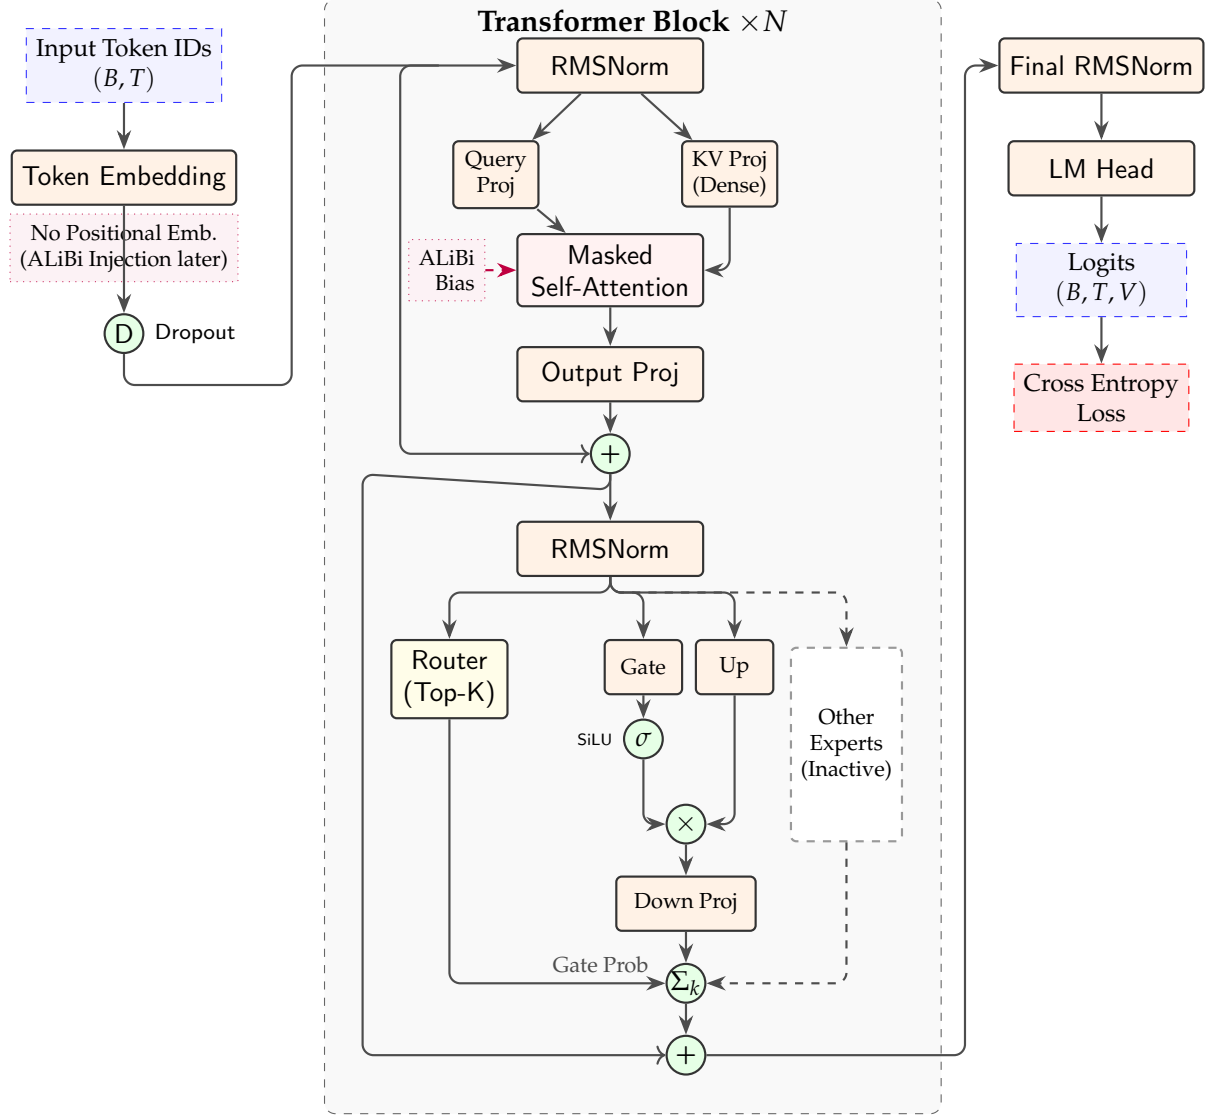 Transformer Block ×N
Input Token IDs
(B, T)
Token Embedding
No Positional Emb.
(ALiBi Injection later)
D
Dropout
RMSNorm
Query
Proj
KV Proj
(Dense)
ALiBi
Bias
Masked
Self-Attention
Output Proj
+
RMSNorm
Router
(Top-K)
Gate
Up
SiLU
σ
Other
Experts
(Inactive)
×
Down Proj
Gate Prob
Σₖ
+
Final RMSNorm
LM Head
Logits
(B, T, V)
Cross Entropy
Loss